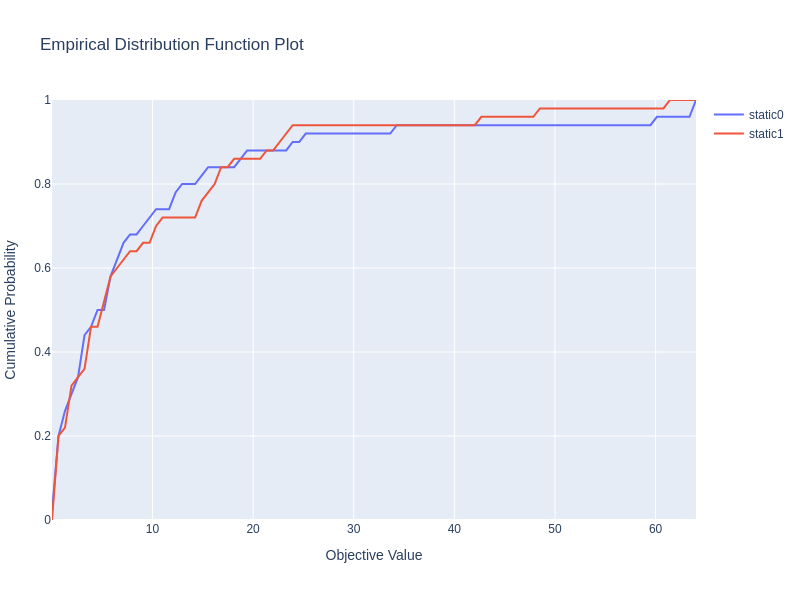 Empirical Distribution Function Plot
1
0.8
0.6
0.4
0.2
0
10
20
30
40
50
60
Cumulative Probability
Objective Value
static0
static1